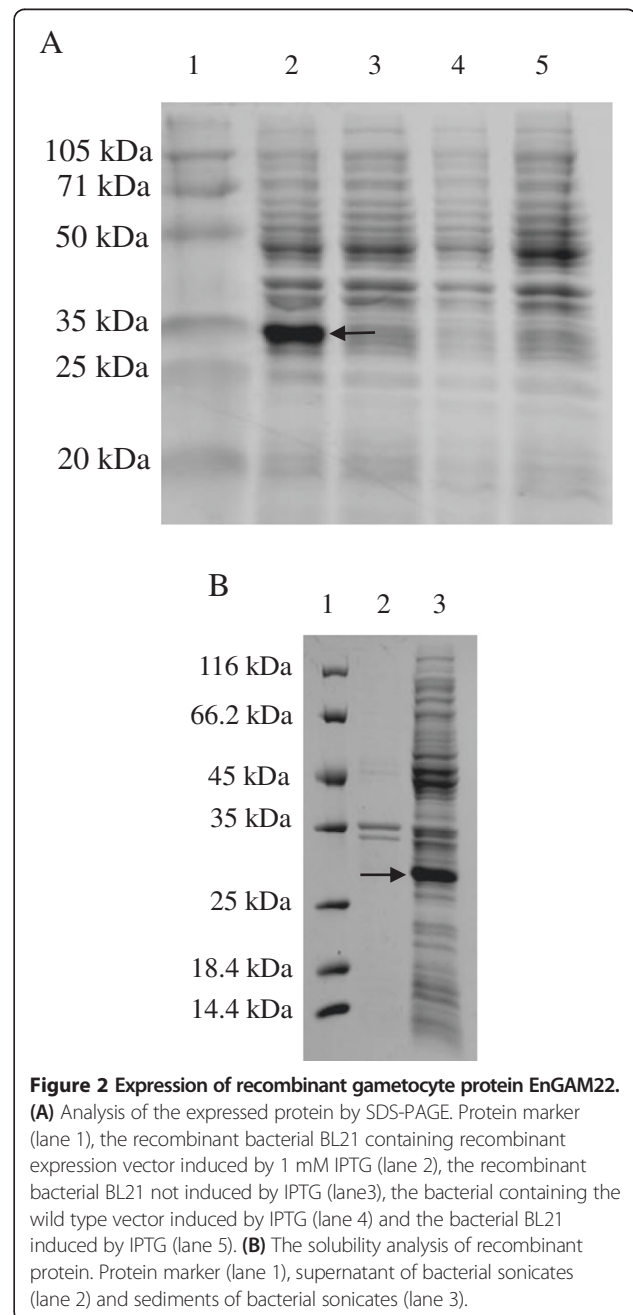 A
1 2 3 4 5
105 kDa
71 kDa
50 kDa
35 kDa
25 kDa
20 kDa
B
1 2 3
116 kDa
66.2 kDa
45 kDa
35 kDa
25 kDa
18.4 kDa
14.4 kDa
Figure 2 Expression of recombinant gametocyte protein EnGAM22.
(A) Analysis of the expressed protein by SDS-PAGE. Protein marker
(lane 1), the recombinant bacterial BL21 containing recombinant
expression vector induced by 1 mM IPTG (lane 2), the recombinant
bacterial BL21 not induced by IPTG (lane3), the bacterial containing the
wild type vector induced by IPTG (lane 4) and the bacterial BL21
induced by IPTG (lane 5). (B) The solubility analysis of recombinant
protein. Protein marker (lane 1), supernatant of bacterial sonicates
(lane 2) and sediments of bacterial sonicates (lane 3).